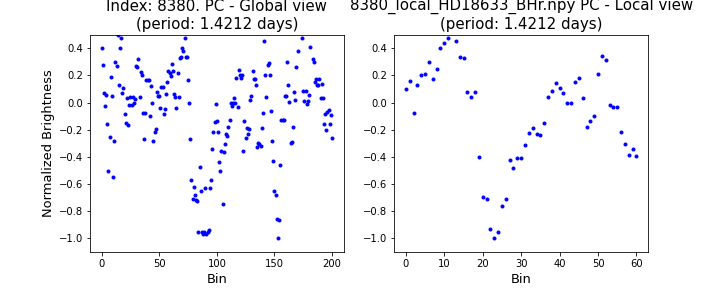 Index: 8380. PC - Global view
(period: 1.4212 days)
8380_local_HD18633_BHr.npy PC - Local view
(period: 1.4212 days)
Normalized Brightness
0.4
0.2
0.0
−0.2
−0.4
−0.6
−0.8
−1.0
0 50 100 150 200
Bin
0.4
0.2
0.0
−0.2
−0.4
−0.6
−0.8
−1.0
0 10 20 30 40 50 60
Bin